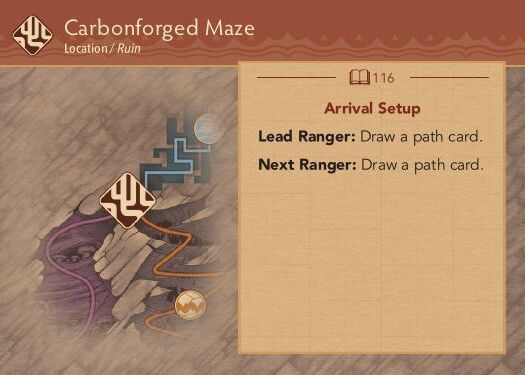 Carbonforged Maze
Location / Ruin
116
Arrival Setup
Lead Ranger: Draw a path card.
Next Ranger: Draw a path card.